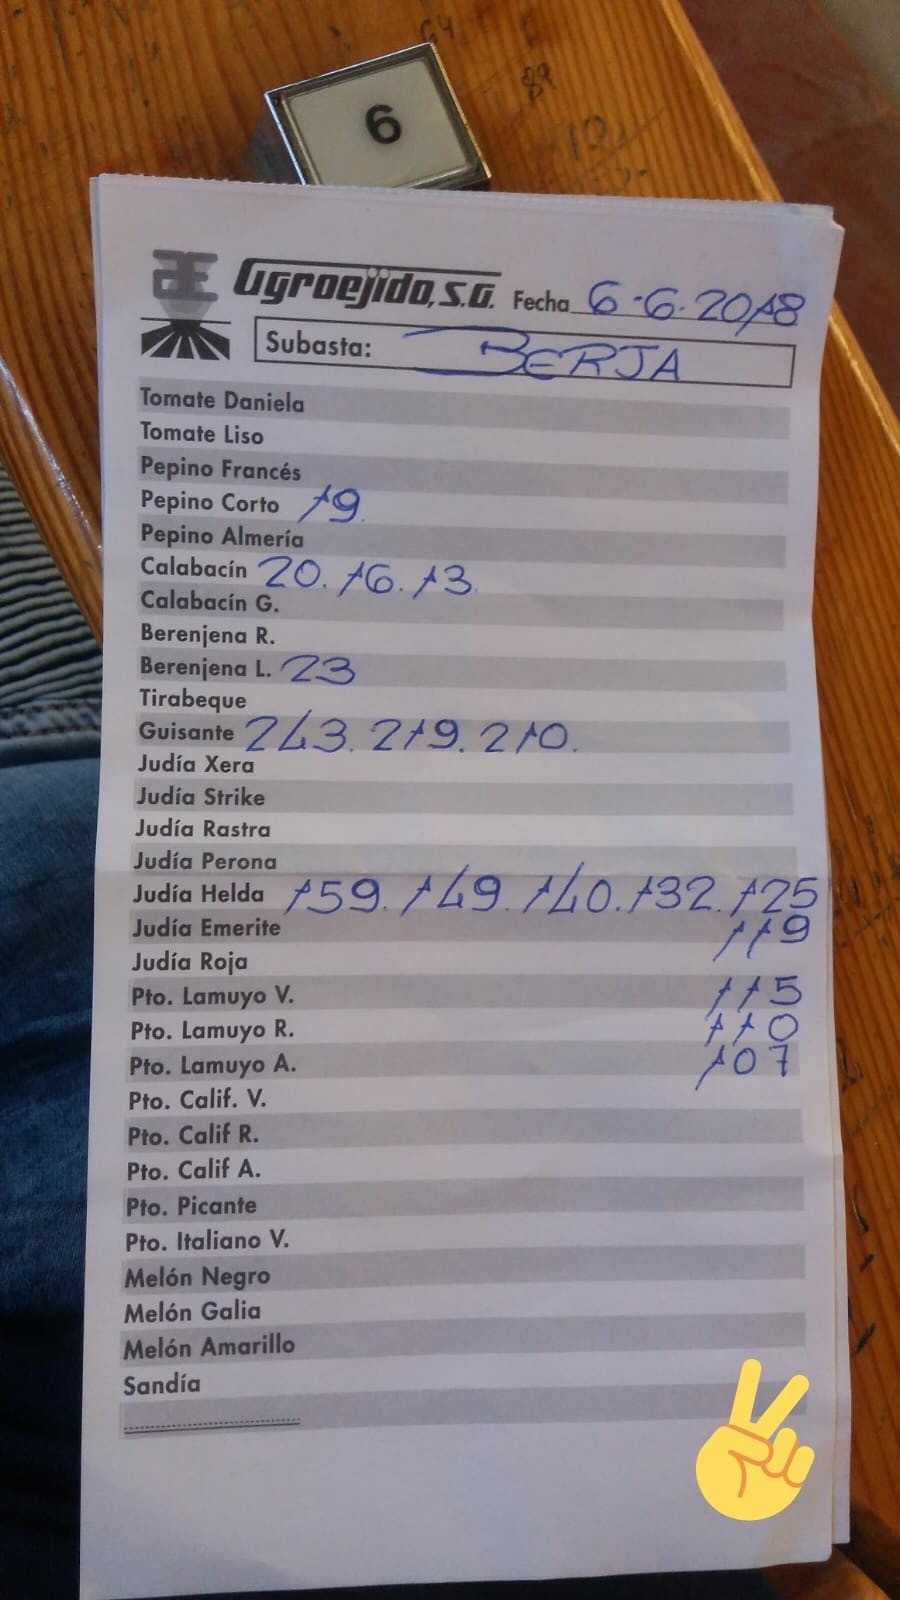 6
Agroejido, S.A. Fecha 6-6-2018
Subasta: BERJA
Tomate Daniela
Tomate Liso
Pepino Francés
Pepino Corto 19.
Pepino Almería
Calabacín 20. 16. 13.
Calabacín G.
Berenjena R.
Berenjena L. 23
Tirabeque
Guisante 243. 219. 210.
Judía Xera
Judía Strike
Judía Rastra
Judía Perona
Judía Helda 159. 149. 140. 132. 125
Judía Emerite 119
Judía Roja
Pto. Lamuyo V. 115
Pto. Lamuyo R. 110
Pto. Lamuyo A. 107
Pto. Calif. V.
Pto. Calif R.
Pto. Calif A.
Pto. Picante
Pto. Italiano V.
Melón Negro
Melón Galia
Melón Amarillo
Sandía